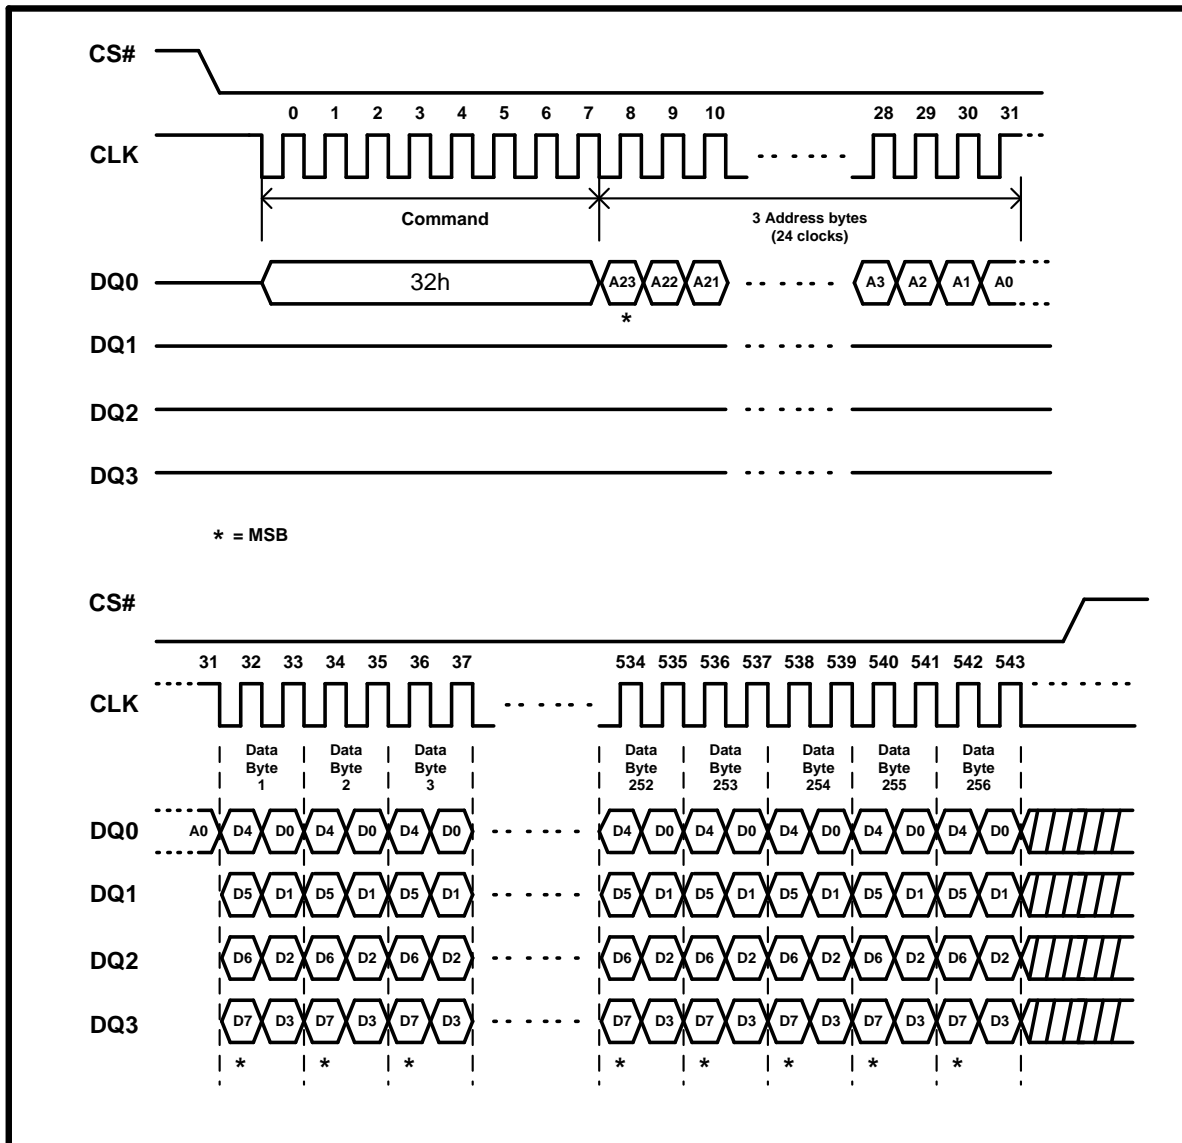 CS#
0 1 2 3 4 5 6 7 8 9 10 28 29 30 31
CLK
Command
3 Address bytes
(24 clocks)
DQ0 32h A23 A22 A21 A3 A2 A1 A0
*
DQ1
DQ2
DQ3
* = MSB
CS#
31 32 33 34 35 36 37 534 535 536 537 538 539 540 541 542 543
CLK
Data Data Data Data Data Data Data Data
Byte Byte Byte Byte Byte Byte Byte Byte
1 2 3 252 253 254 255 256
DQ0 A0 D4 D0 D4 D0 D4 D0 D4 D0 D4 D0 D4 D0 D4 D0 D4 D0
DQ1 D5 D1 D5 D1 D5 D1 D5 D1 D5 D1 D5 D1 D5 D1 D5 D1
DQ2 D6 D2 D6 D2 D6 D2 D6 D2 D6 D2 D6 D2 D6 D2 D6 D2
DQ3 D7 D3 D7 D3 D7 D3 D7 D3 D7 D3 D7 D3 D7 D3 D7 D3
* * * * * * * *